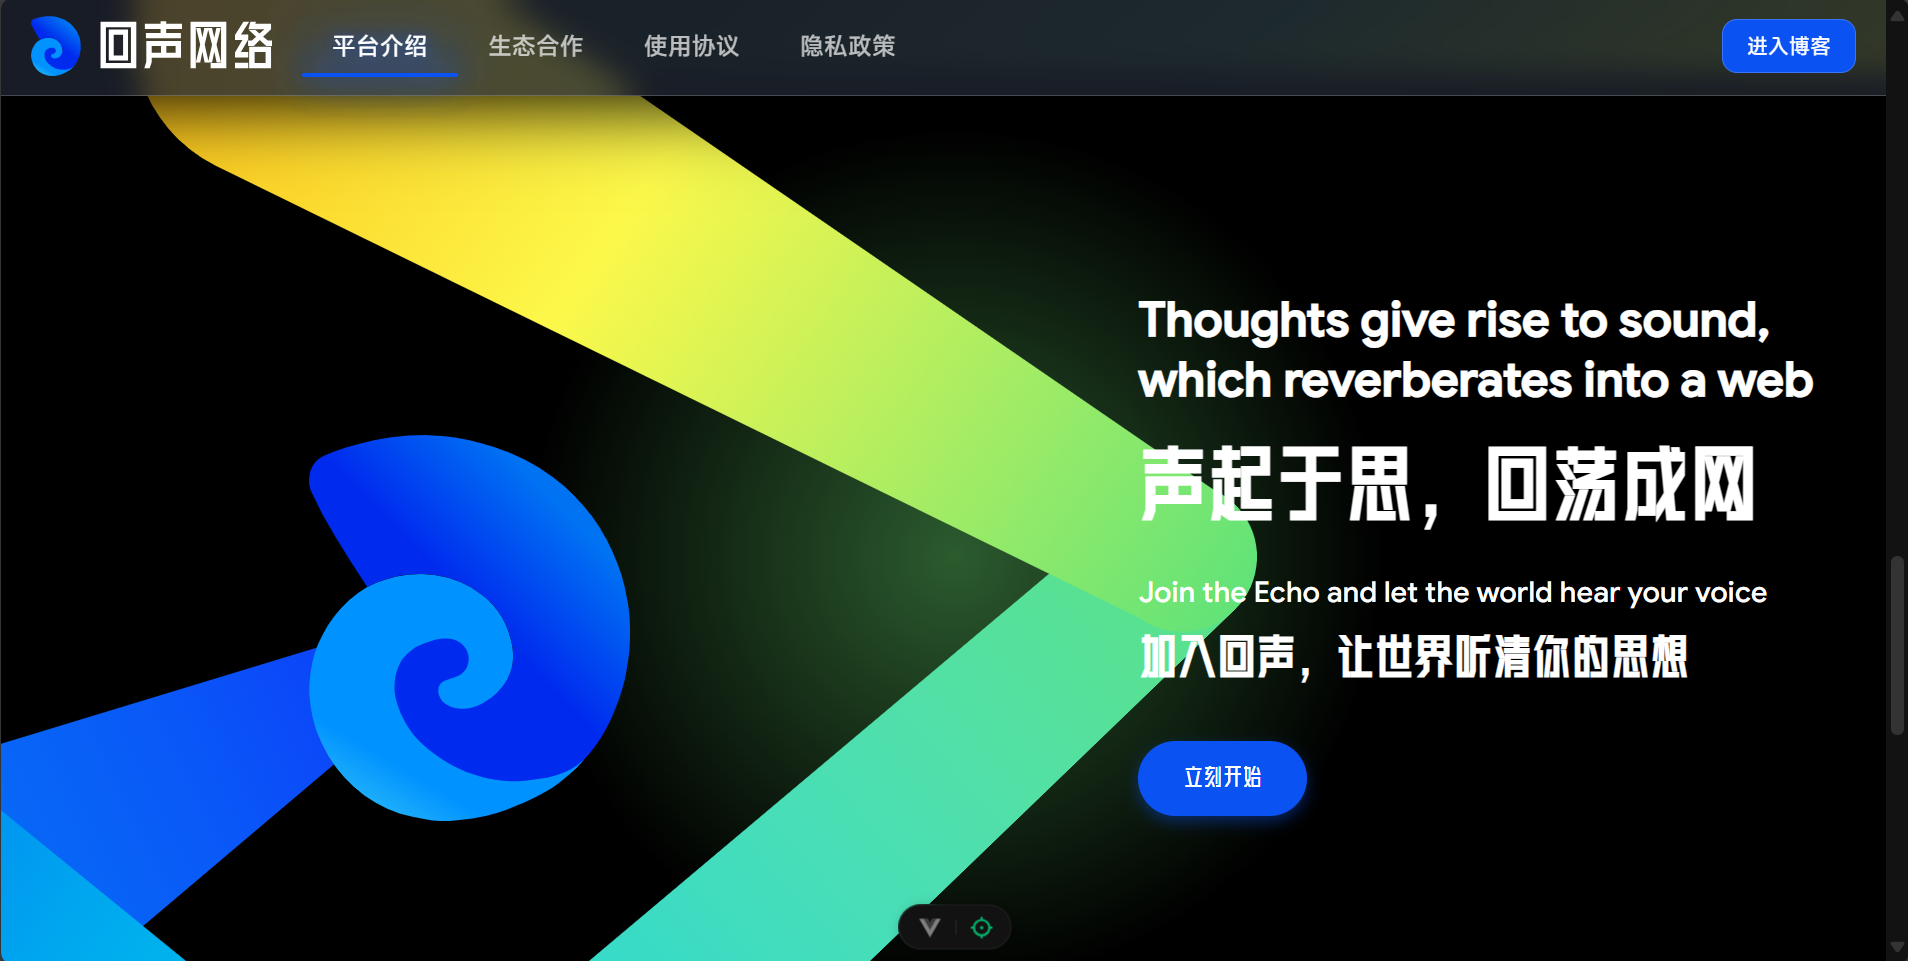 回声网络
平台介绍
生态合作
使用协议
隐私政策
进入博客
Thoughts give rise to sound,
which reverberates into a web
声起于思，回荡成网
Join the Echo and let the world hear your voice
加入回声，让世界听清你的思想
立刻开始